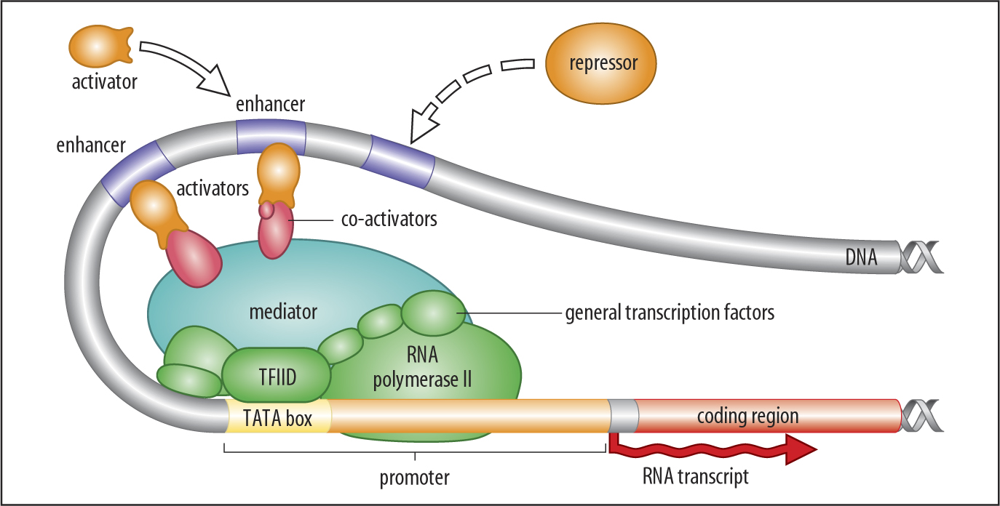 activator
repressor
enhancer
enhancer
activators
co-activators
DNA
mediator
general transcription factors
RNA
polymerase II
TFIID
TATA box
coding region
promoter
RNA transcript